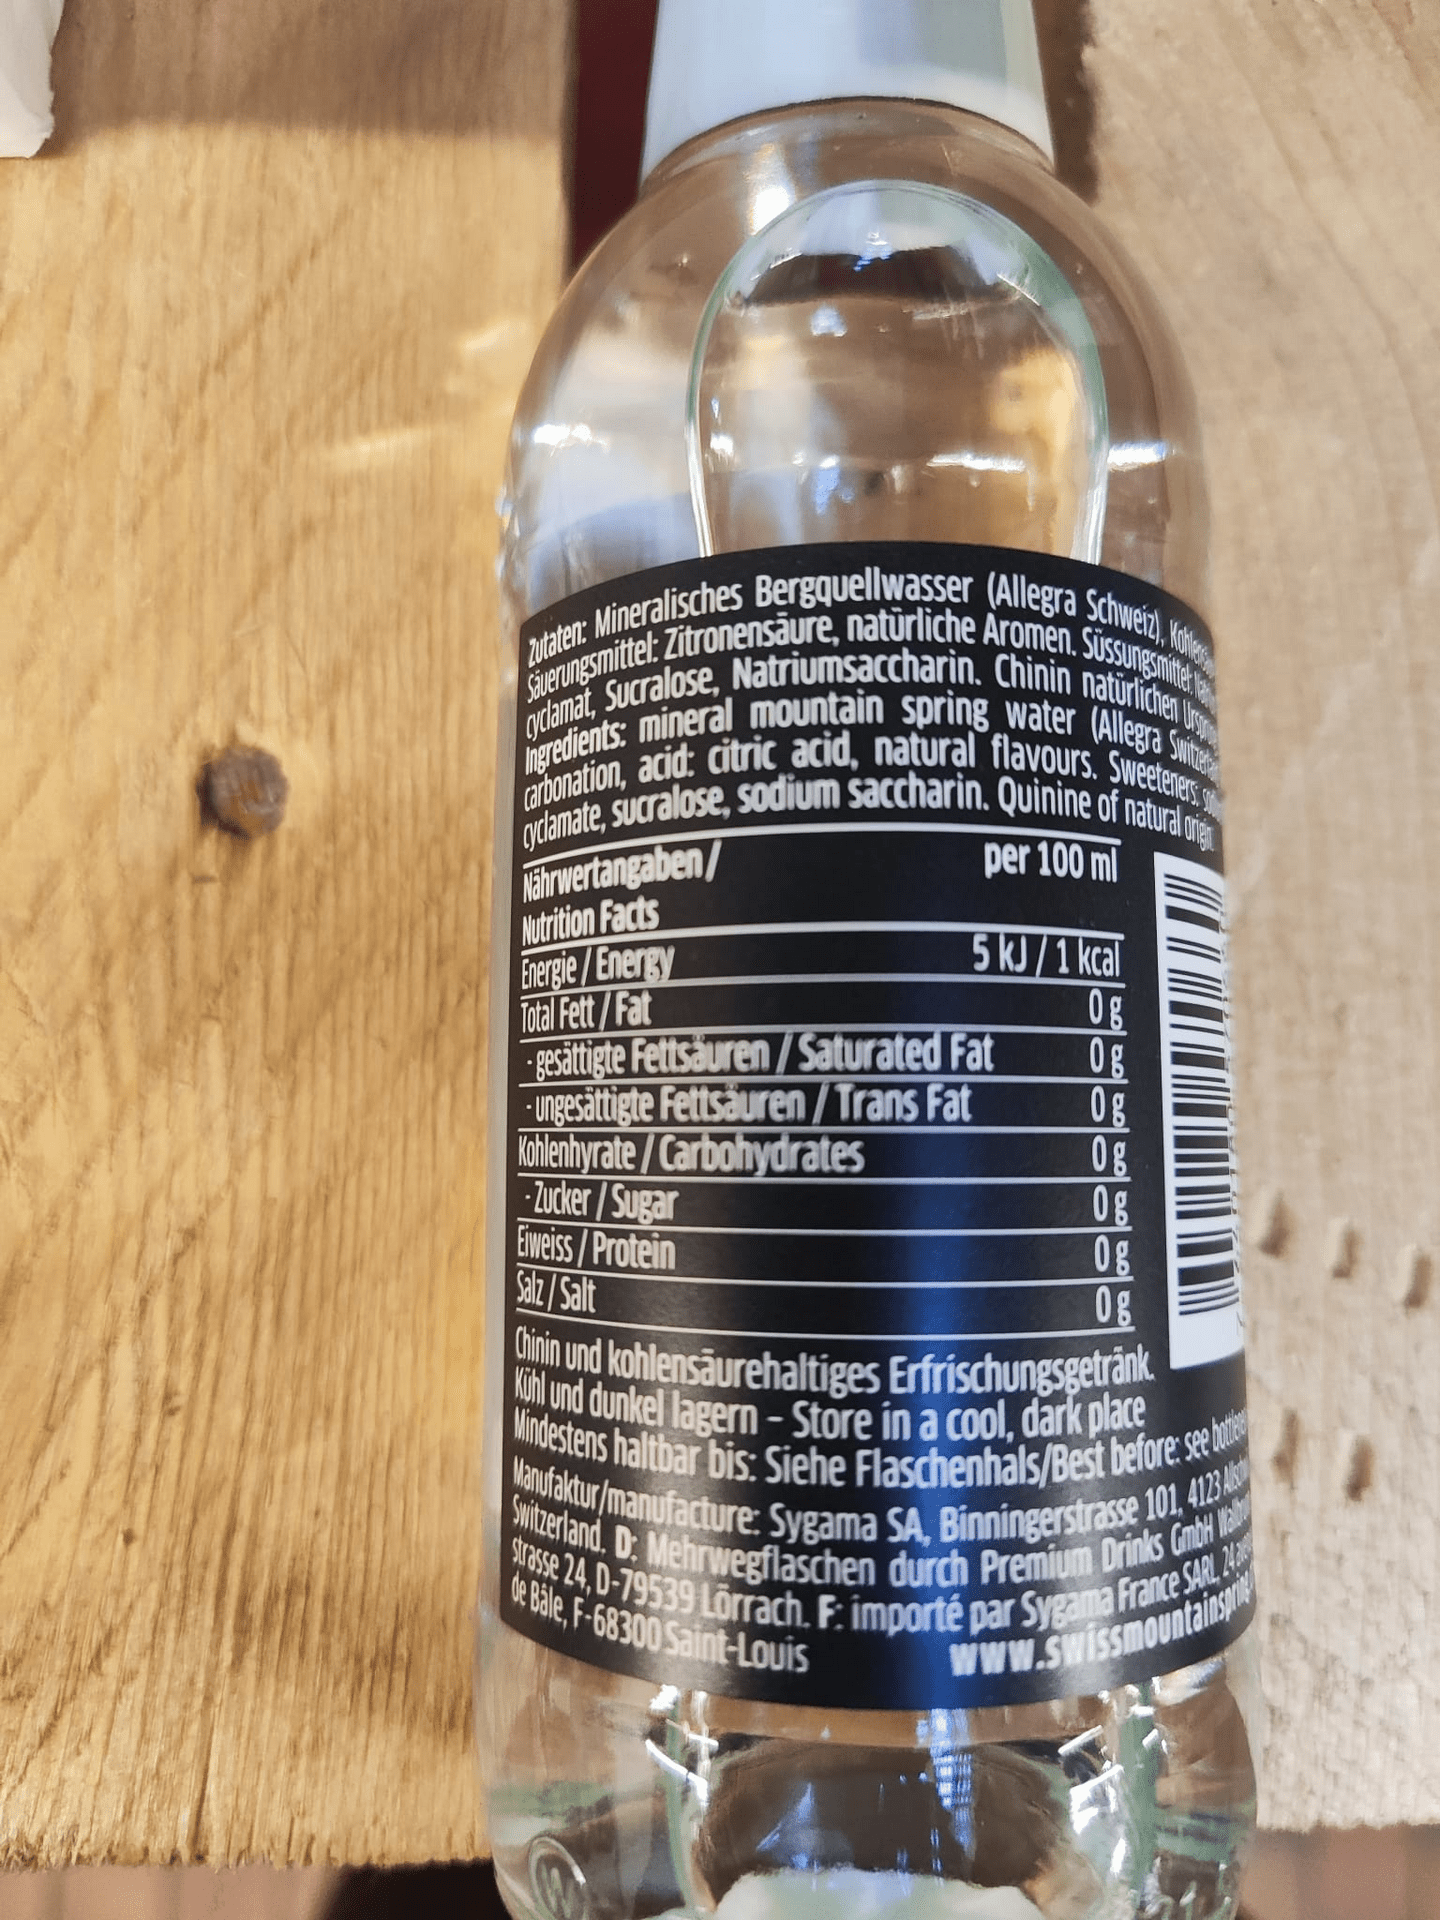 Zutaten: Mineralisches Bergquellwasser (Allegra Schweiz),
Säuerungsmittel: Zitronensäure, natürliche Aromen. Süssungsmittel:
cyclamat, Sucralose, Natriumsaccharin. Chinin natürlichen
Ingredients: mineral mountain spring water (Allegra
carbonation, acid: citric acid, natural flavours. Sweeteners:
cyclamate, sucralose, sodium saccharin. Quinine of natural origin.
Nährwertangaben/ per 100 ml
Nutrition Facts
Energie / Energy 5 kJ / 1 kcal
Total Fett / Fat 0 g
- gesättigte Fettsäuren / Saturated Fat 0 g
- ungesättigte Fettsäuren / Trans Fat 0 g
Kohlenhyrate / Carbohydrates 0 g
- Zucker / Sugar 0 g
Eiweiss / Protein 0 g
Salz / Salt 0 g
Chinin und kohlensäurehaltiges Erfrischungsgetränk.
Kühl und dunkel lagern - Store in a cool, dark place
Mindestens haltbar bis: Siehe Flaschenhals/Best before: see
Manufaktur/manufacture: Sygama SA, Binningerstrasse 101, 4123
Switzerland. D: Mehrwegflaschen durch Premium Drinks GmbH
strasse 24, D-79539 Lörrach. F: importé par Sygama France SARL, 24
de Bâle, F-68300 Saint-Louis www.swissmountainspring.